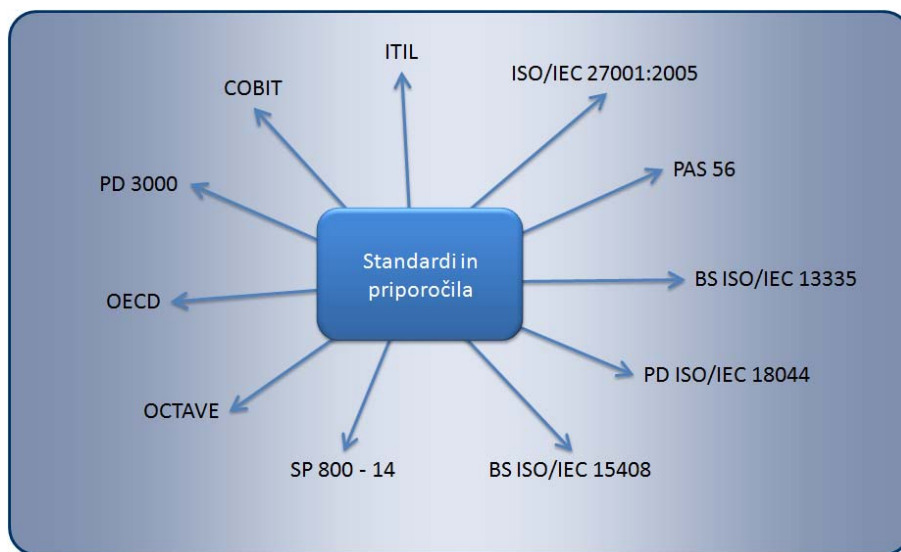 ITIL
ISO/IEC 27001:2005
COBIT
PAS 56
PD 3000
Standardi in
priporočila
BS ISO/IEC 13335
OECD
PD ISO/IEC 18044
OCTAVE
SP 800 - 14
BS ISO/IEC 15408